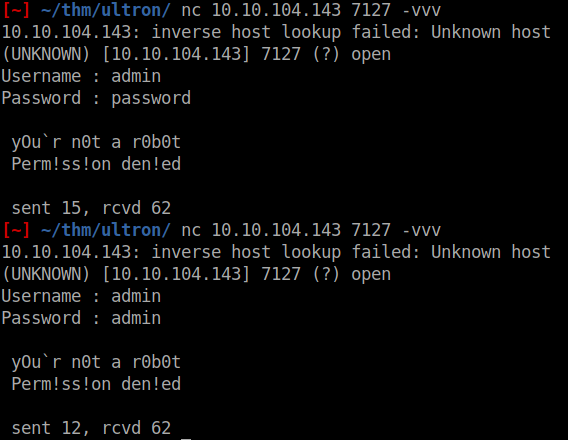 [~] ~/thm/ultron/ nc 10.10.104.143 7127 -vvv
10.10.104.143: inverse host lookup failed: Unknown host
(UNKNOWN) [10.10.104.143] 7127 (?) open
Username : admin
Password : password
yOu`r n0t a r0b0t
Perm!ss!on den!ed
sent 15, rcvd 62
[~] ~/thm/ultron/ nc 10.10.104.143 7127 -vvv
10.10.104.143: inverse host lookup failed: Unknown host
(UNKNOWN) [10.10.104.143] 7127 (?) open
Username : admin
Password : admin
yOu`r n0t a r0b0t
Perm!ss!on den!ed
sent 12, rcvd 62